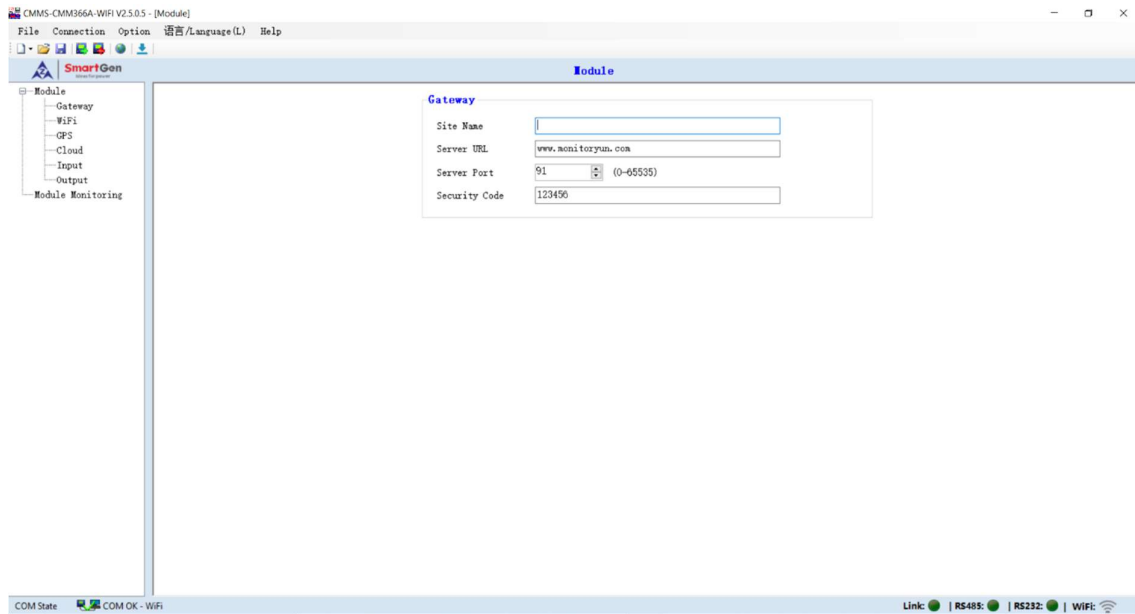 CMMS-CMM366A-WIFI V2.5.0.5 - [Module]
File Connection Option 语言/Language(L) Help
SmartGen
Module
Module
Gateway
WiFi
GPS
Cloud
Input
Output
Module Monitoring
Gateway
Site Name
Server URL www.monitoryun.com
Server Port 91 (0-65535)
Security Code 123456
COM State COM OK - WiFi
Link: | RS485: | RS232: | WiFi: